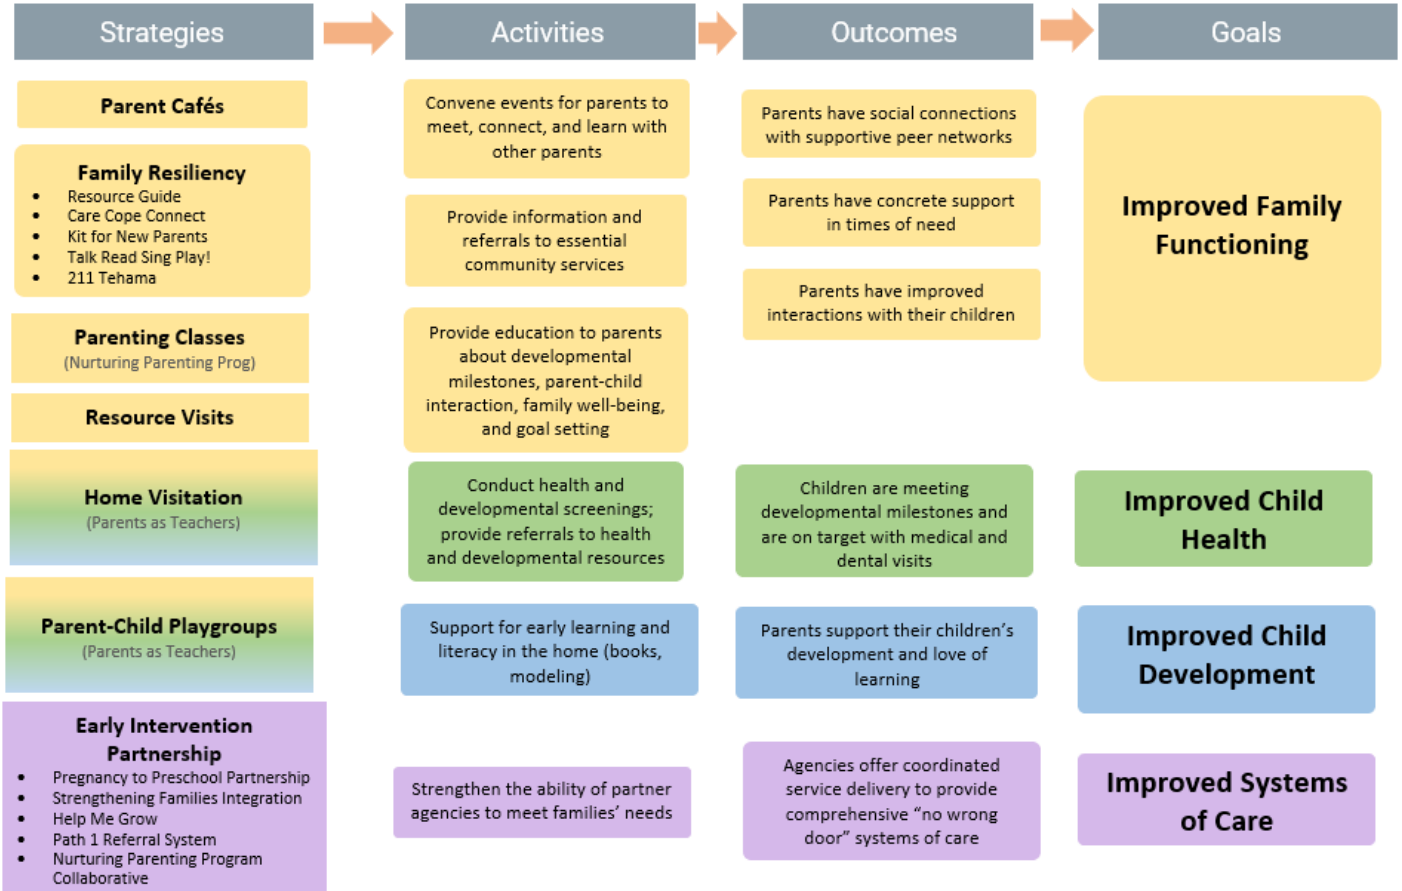 Strategies
Activities
Outcomes
Goals
Parent Cafés
Family Resiliency
• Resource Guide
• Care Cope Connect
• Kit for New Parents
• Talk Read Sing Play!
• 211 Tehama
Parenting Classes
(Nurturing Parenting Prog)
Resource Visits
Home Visitation
(Parents as Teachers)
Parent-Child Playgroups
(Parents as Teachers)
Early Intervention
Partnership
• Pregnancy to Preschool Partnership
• Strengthening Families Integration
• Help Me Grow
• Path 1 Referral System
• Nurturing Parenting Program
Collaborative
Convene events for parents to
meet, connect, and learn with
other parents
Provide information and
referrals to essential
community services
Provide education to parents
about developmental
milestones, parent-child
interaction, family well-being,
and goal setting
Conduct health and
developmental screenings;
provide referrals to health
and developmental resources
Support for early learning and
literacy in the home (books,
modeling)
Strengthen the ability of partner
agencies to meet families’ needs
Parents have social connections
with supportive peer networks
Parents have concrete support
in times of need
Parents have improved
interactions with their children
Children are meeting
developmental milestones and
are on target with medical and
dental visits
Parents support their children’s
development and love of
learning
Agencies offer coordinated
service delivery to provide
comprehensive “no wrong
door” systems of care
Improved Family
Functioning
Improved Child
Health
Improved Child
Development
Improved Systems
of Care